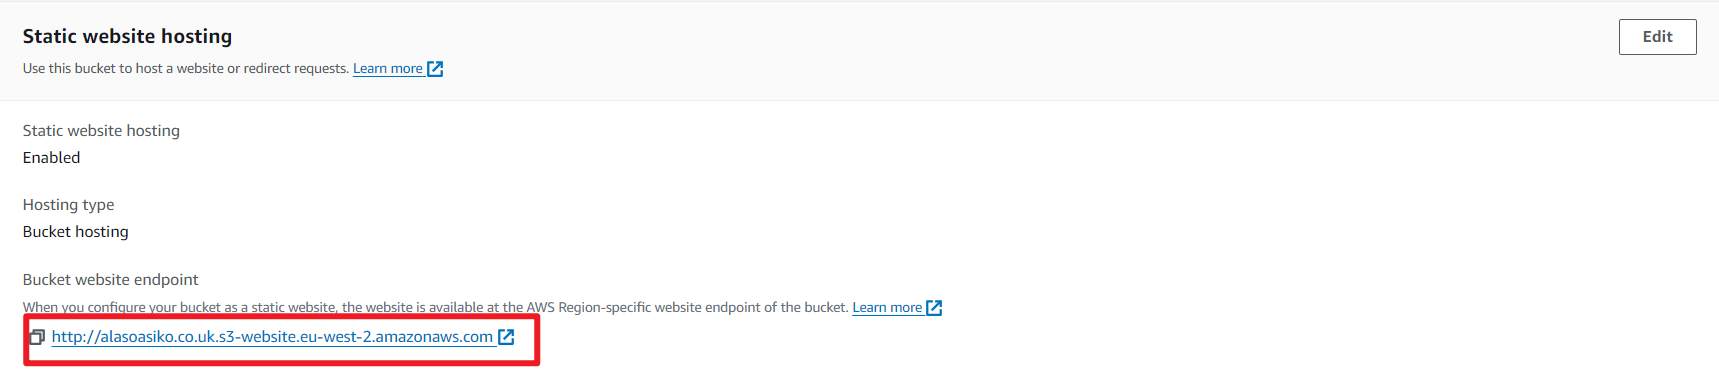 Static website hosting
Edit
Use this bucket to host a website or redirect requests. Learn more
Static website hosting
Enabled
Hosting type
Bucket hosting
Bucket website endpoint
When you configure your bucket as a static website, the website is available at the AWS Region-specific website endpoint of the bucket. Learn more
http://alasoasiko.co.uk.s3-website.eu-west-2.amazonaws.com